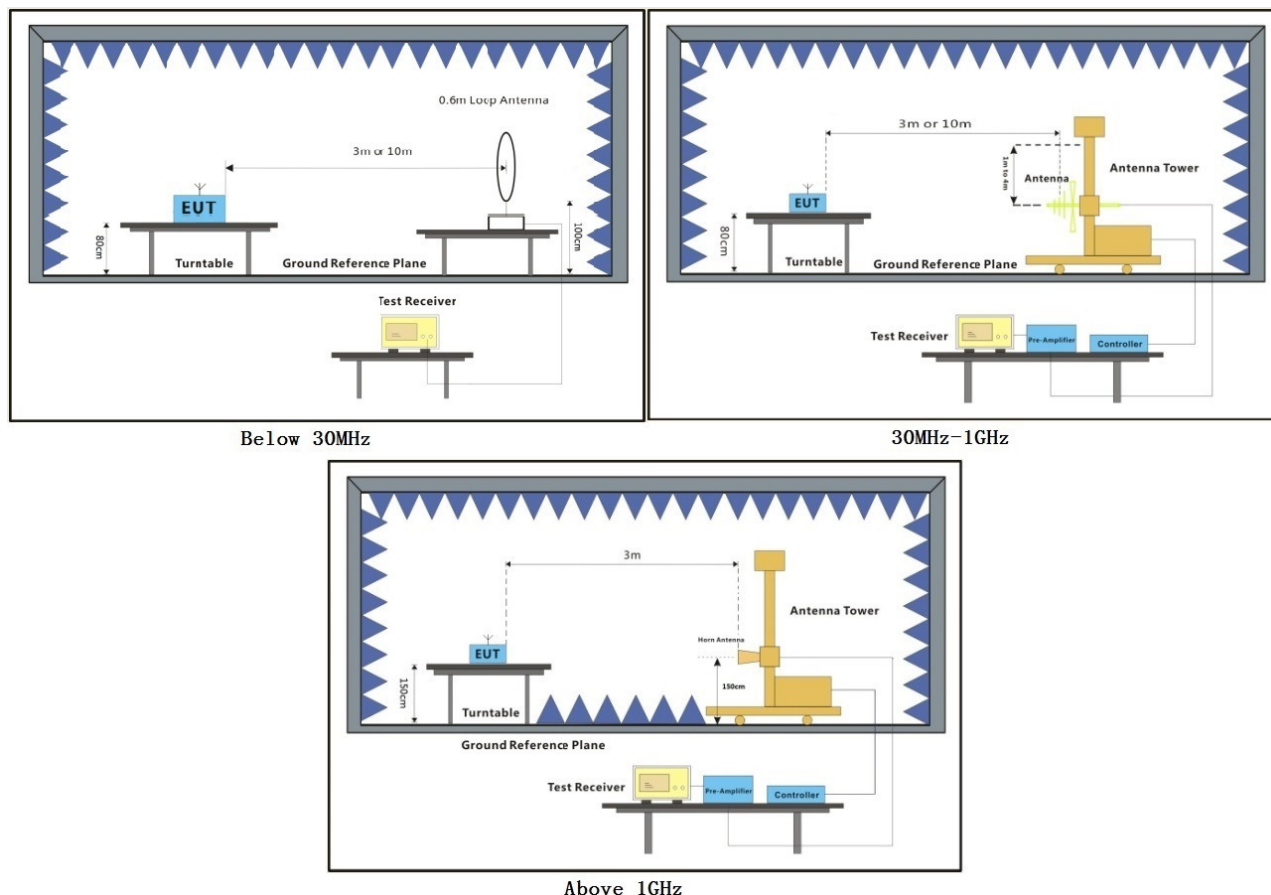 0.6m Loop Antenna
3m or 10m
EUT
80cm
100cm
Turntable
Ground Reference Plane
Test Receiver
Below 30MHz
3m or 10m
1m to 4m
Antenna
Antenna Tower
EUT
80cm
Turntable
Ground Reference Plane
Test Receiver
Pre-Amplifier
Controller
30MHz-1GHz
3m
Antenna Tower
Horn Antenna
EUT
150cm
150cm
Turntable
Ground Reference Plane
Test Receiver
Pre-Amplifier
Controller
Above 1GHz